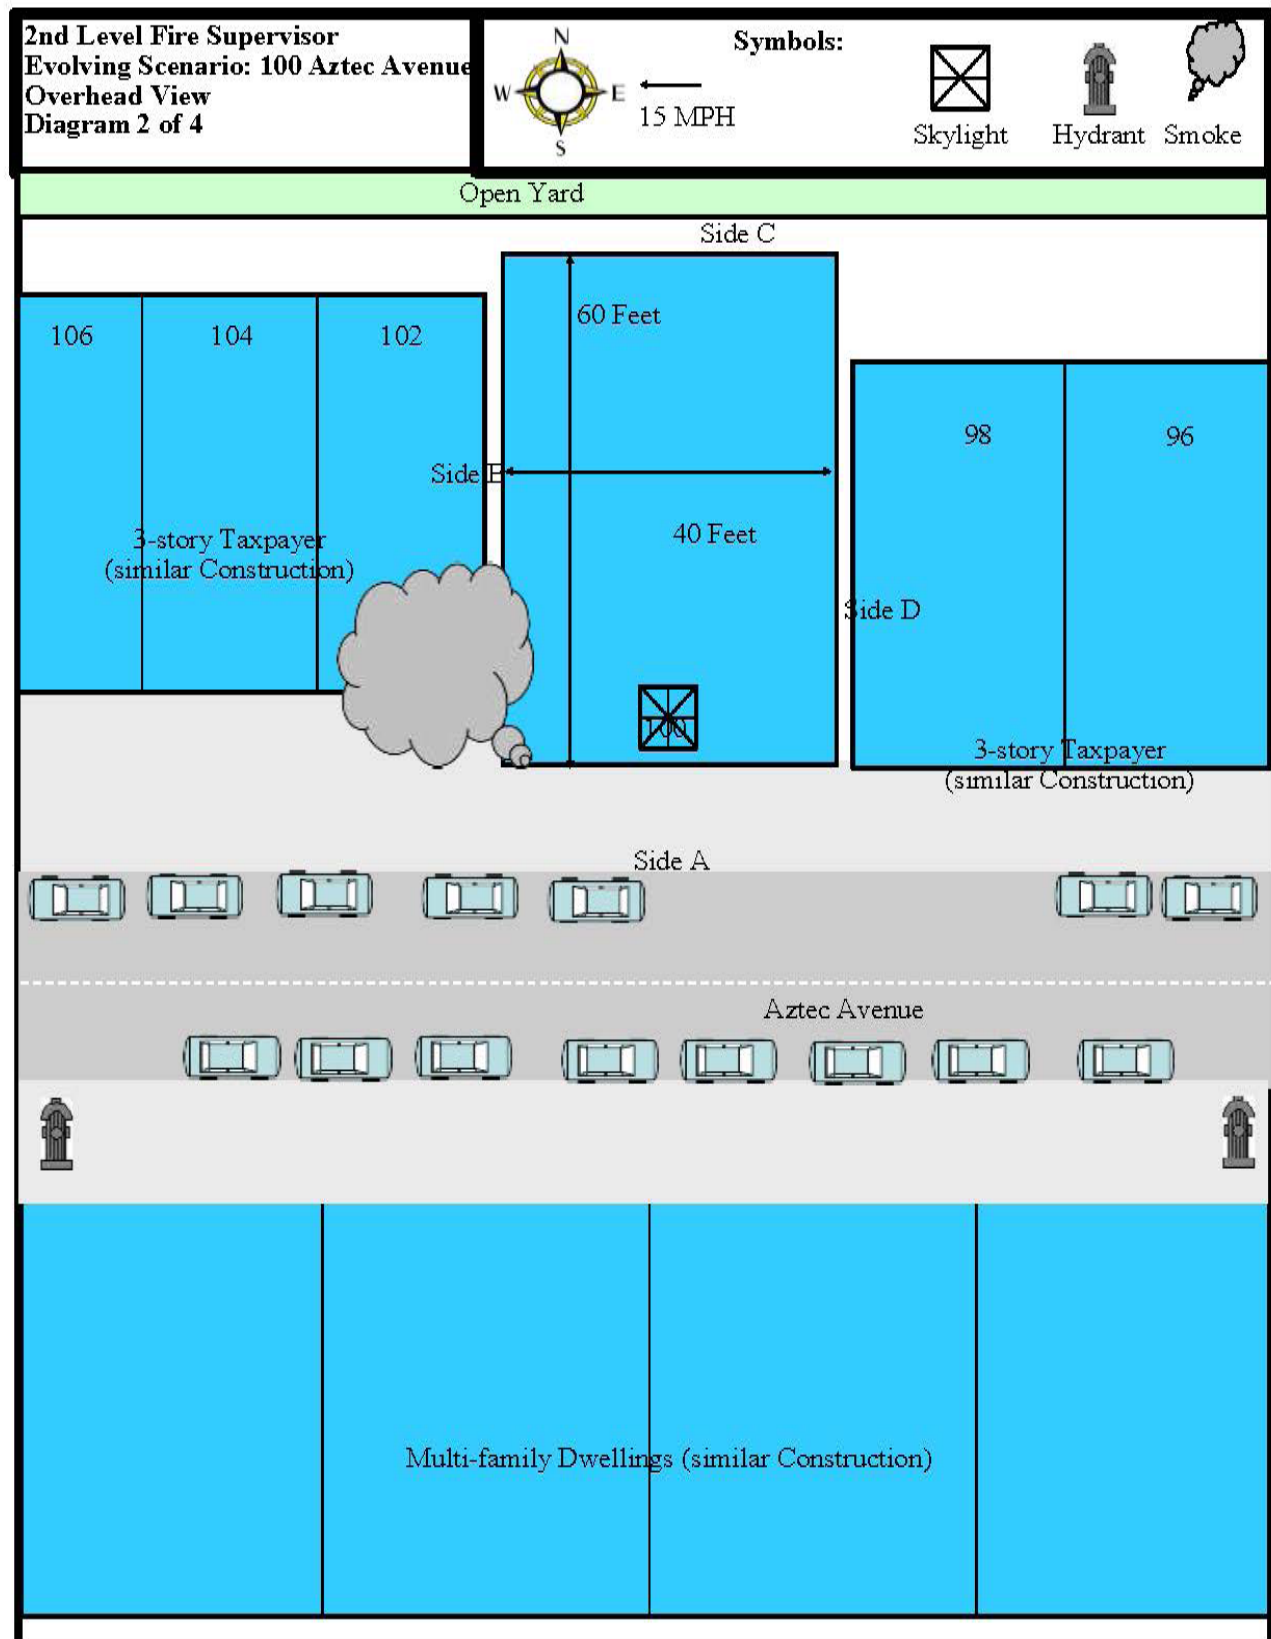 2nd Level Fire Supervisor
Evolving Scenario: 100 Aztec Avenue
Overhead View
Diagram 2 of 4
N
W
E
S
15 MPH
Symbols:
Skylight
Hydrant
Smoke
Open Yard
Side C
60 Feet
106
104
102
98
96
Side B
40 Feet
3-story Taxpayer
(similar Construction)
Side D
100
3-story Taxpayer
(similar Construction)
Side A
Aztec Avenue
Multi-family Dwellings (similar Construction)